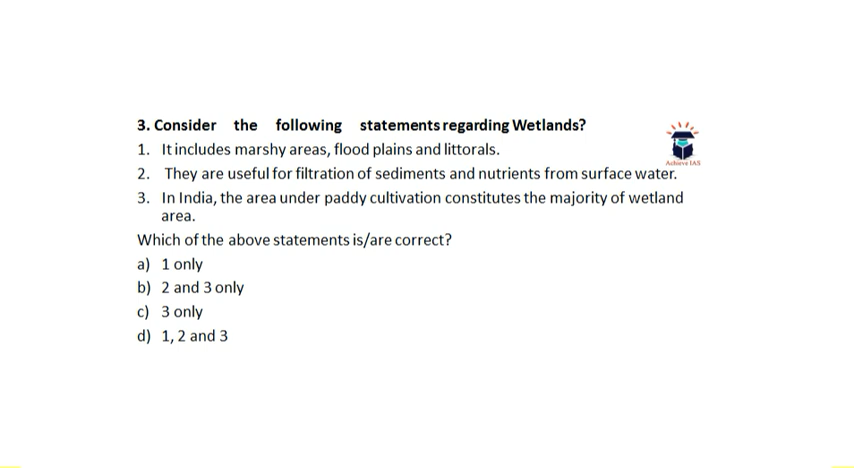 3. Consider the following statements regarding Wetlands?
1. It includes marshy areas, flood plains and littorals.
Achieve IAS
2. They are useful for filtration of sediments and nutrients from surface water.
3. In India, the area under paddy cultivation constitutes the majority of wetland
area.
Which of the above statements is/are correct?
a) 1 only
b) 2 and 3 only
c) 3 only
d) 1, 2 and 3